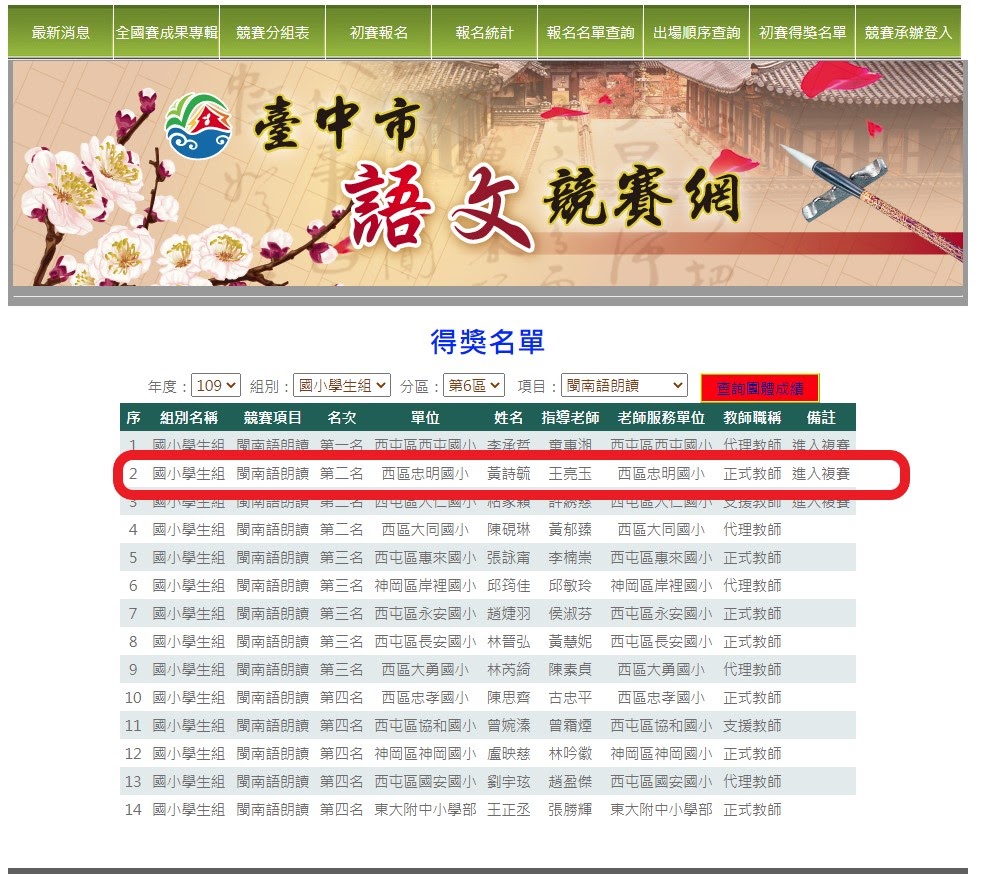 最新消息 全國賽成果專輯 競賽分組表 初賽報名 報名統計 報名名單查詢 出場順序查詢 初賽得獎名單 競賽承辦登入
臺中市
語文競賽網
得獎名單
年度：109 組別：國小學生組 分區：第6區 項目：閩南語朗讀 查詢團體成績
序 組別名稱 競賽項目 名次 單位 姓名 指導老師 老師服務單位 教師職稱 備註
1 國小學生組 閩南語朗讀 第一名 西屯區西屯國小 李承哲 童惠湘 西屯區西屯國小 代理教師 進入複賽
2 國小學生組 閩南語朗讀 第二名 西區忠明國小 黃詩毓 王亮玉 西區忠明國小 正式教師 進入複賽
3 國小學生組 閩南語朗讀 第二名 西屯區大仁國小 西屯區大仁國小 支援教師 進入複賽
4 國小學生組 閩南語朗讀 第二名 西區大同國小 陳硯琳 黃郁臻 西區大同國小 代理教師
5 國小學生組 閩南語朗讀 第三名 西屯區惠來國小 張詠甯 李楠崇 西屯區惠來國小 正式教師
6 國小學生組 閩南語朗讀 第三名 神岡區岸裡國小 邱筠佳 邱敏玲 神岡區岸裡國小 代理教師
7 國小學生組 閩南語朗讀 第三名 西屯區永安國小 趙婕羽 侯淑芬 西屯區永安國小 正式教師
8 國小學生組 閩南語朗讀 第三名 西屯區長安國小 林晉弘 黃慧妮 西屯區長安國小 正式教師
9 國小學生組 閩南語朗讀 第三名 西區大勇國小 林芮綺 陳素貞 西區大勇國小 代理教師
10 國小學生組 閩南語朗讀 第四名 西區忠孝國小 陳思齊 古忠平 西區忠孝國小 正式教師
11 國小學生組 閩南語朗讀 第四名 西屯區協和國小 曾婉溱 曾霜煙 西屯區協和國小 支援教師
12 國小學生組 閩南語朗讀 第四名 神岡區神岡國小 盧映慈 林吟徽 神岡區神岡國小 正式教師
13 國小學生組 閩南語朗讀 第四名 西屯區國安國小 劉宇玹 趙盈傑 西屯區國安國小 代理教師
14 國小學生組 閩南語朗讀 第四名 東大附中小學部 王正丞 張勝輝 東大附中小學部 正式教師